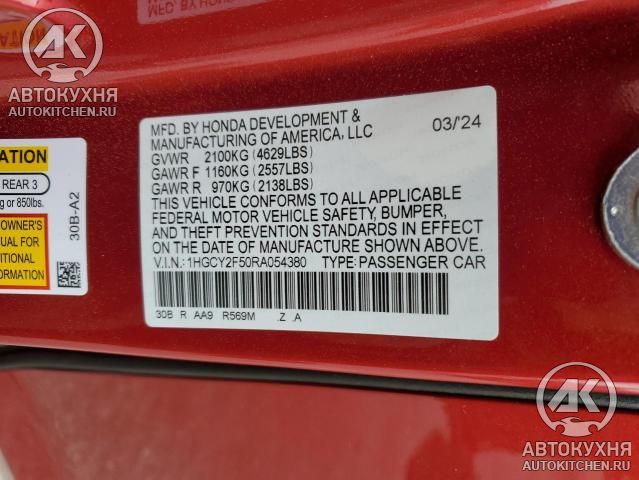 АВТОКУХНЯ
AUTOKITCHEN.RU
MFD. BY HONDA DEVELOPMENT &
MANUFACTURING OF AMERICA, LLC
03/'24
GVWR 2100KG (4629LBS)
GAWR F 1160KG (2557LBS)
GAWR R 970KG (2138LBS)
THIS VEHICLE CONFORMS TO ALL APPLICABLE
FEDERAL MOTOR VEHICLE SAFETY, BUMPER,
AND THEFT PREVENTION STANDARDS IN EFFECT
ON THE DATE OF MANUFACTURE SHOWN ABOVE.
V.I.N.: 1HGCY2F50RA054380 TYPE: PASSENGER CAR
30B R AA9 R569M .Z .A
REAR 3
or 850lbs.
OWNER'S
UAL FOR
ITIONAL
RMATION
30B-A2
АВТОКУХНЯ
AUTOKITCHEN.RU